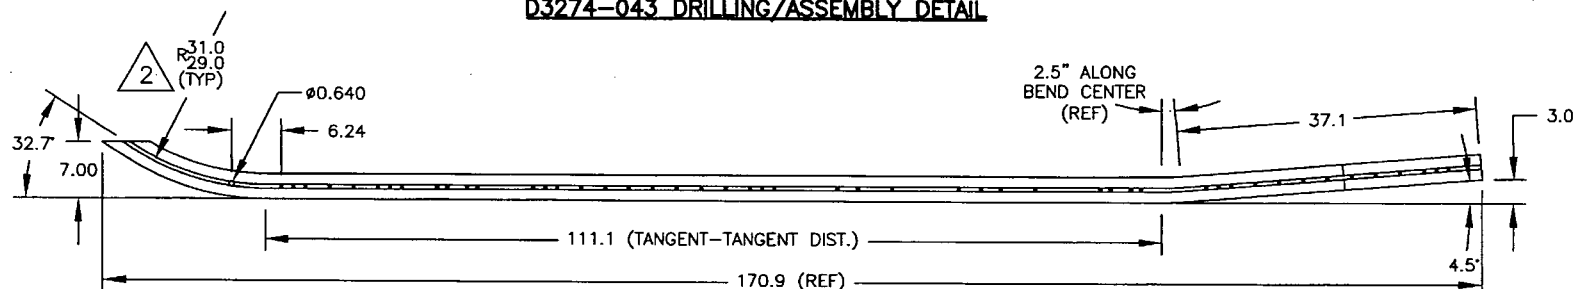 D3274-043 DRILLING/ASSEMBLY DETAIL
2
R31.0
29.0
(TYP)
Ø0.640
6.24
2.5" ALONG
BEND CENTER
(REF)
37.1
3.0
32.7°
7.00
111.1 (TANGENT-TANGENT DIST.)
4.5°
170.9 (REF)